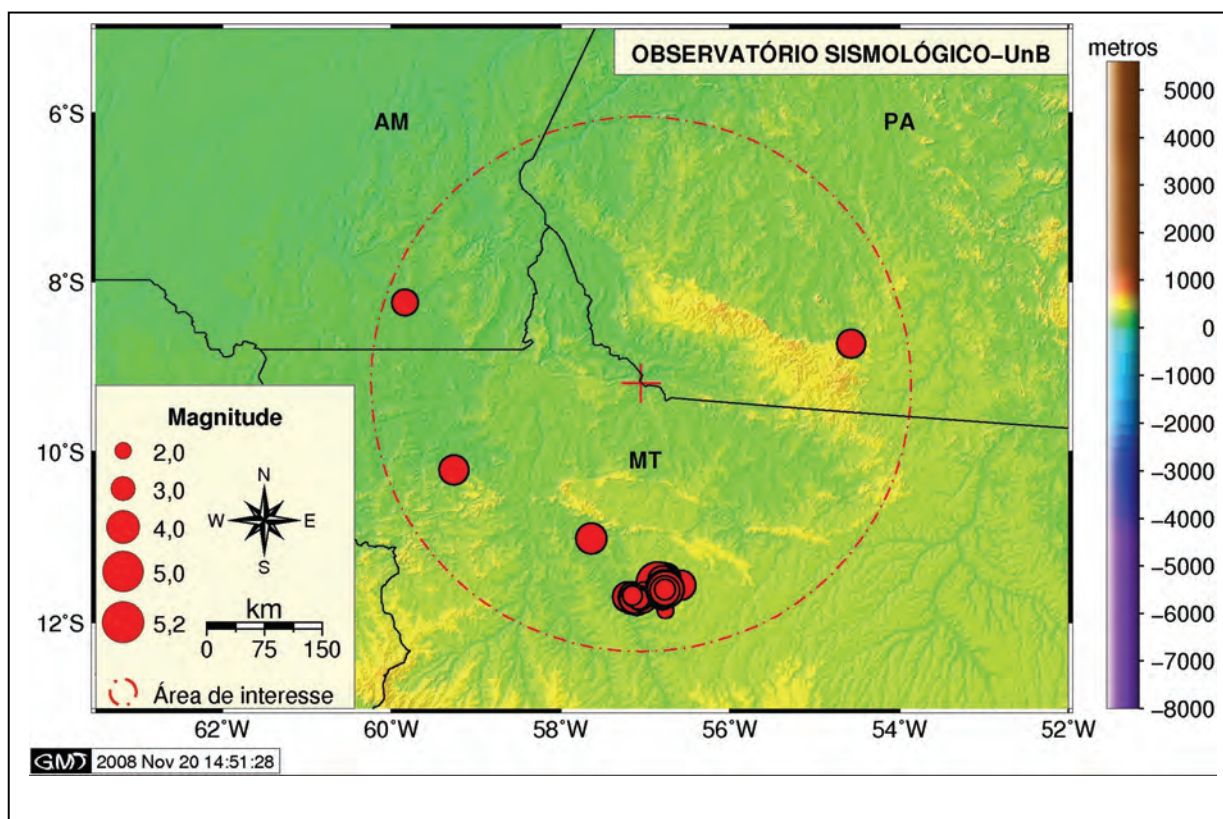 OBSERVATÓRIO SISMOLÓGICO-UnB
metros
AM
PA
MT
6°S
8°S
10°S
12°S
5000
4000
3000
2000
1000
0
−1000
−2000
−3000
−4000
−5000
−6000
−7000
−8000
Magnitude
2,0
3,0
4,0
5,0
5,2
N
W E
S
km
0 75 150
Área de interesse
62°W 60°W 58°W 56°W 54°W 52°W
GMT 2008 Nov 20 14:51:28